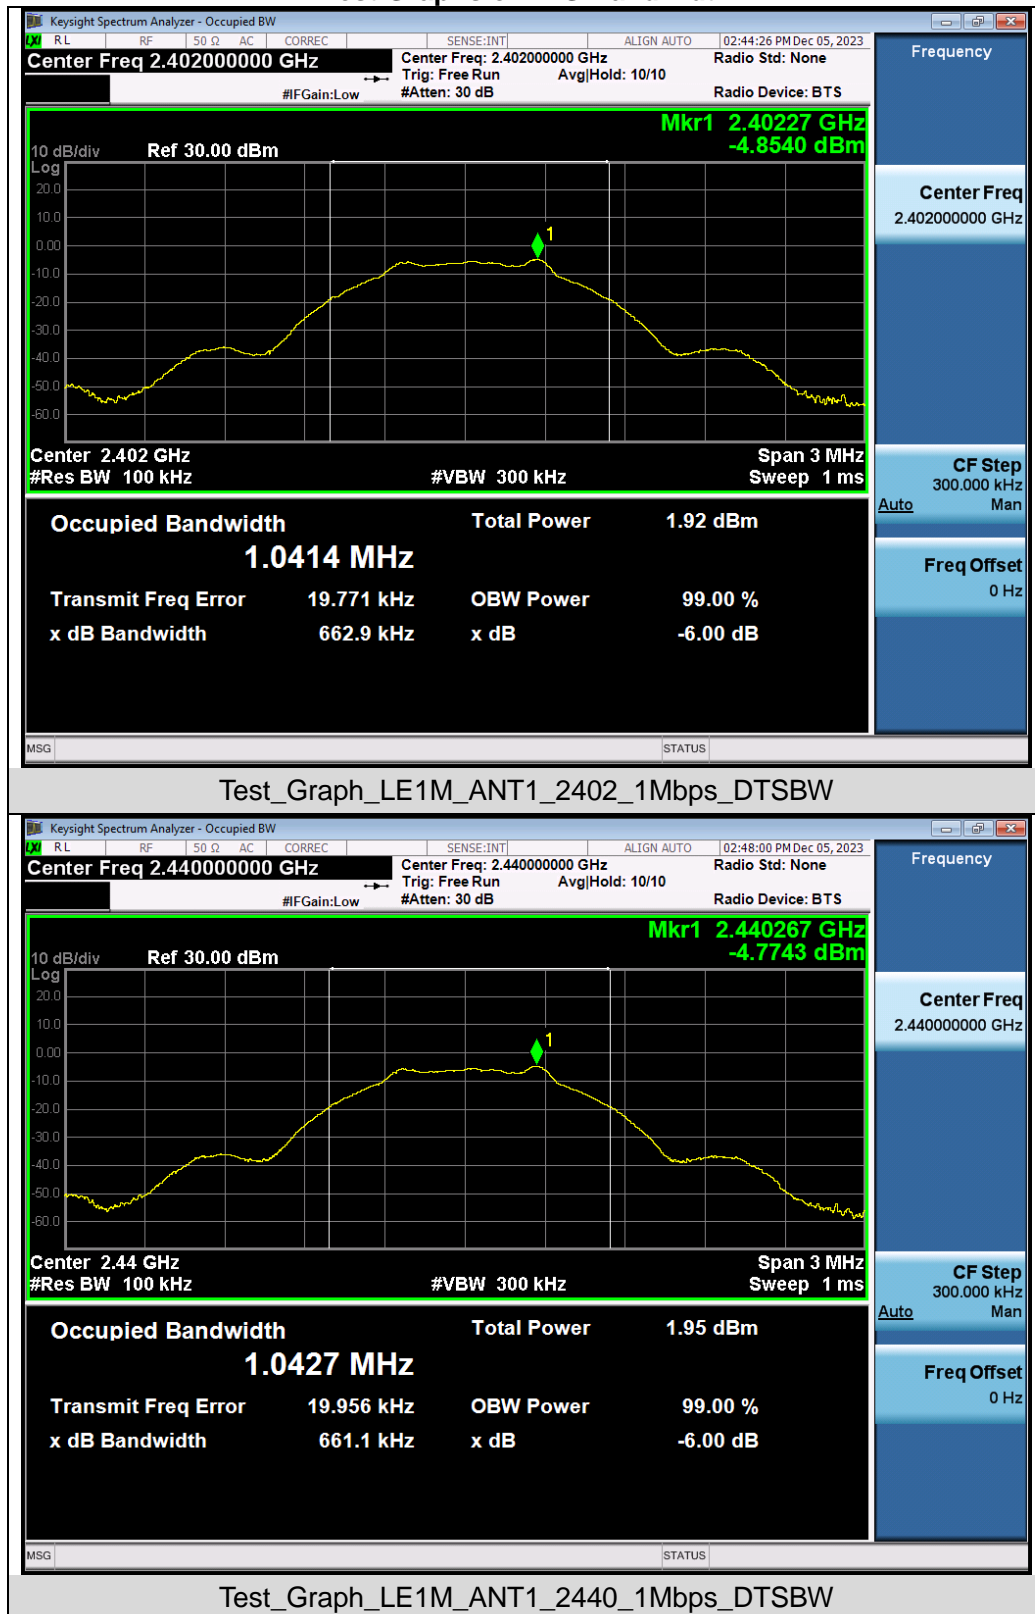 Keysight Spectrum Analyzer - Occupied BW
LXI RL RF 50 Ω AC CORREC SENSE:INT ALIGN AUTO 02:44:26 PM Dec 05, 2023
Center Freq 2.402000000 GHz
Center Freq: 2.402000000 GHz
Radio Std: None
Trig: Free Run Avg|Hold: 10/10
#IFGain:Low
#Atten: 30 dB
Radio Device: BTS
Frequency
Mkr1 2.40227 GHz
-4.8540 dBm
10 dB/div Ref 30.00 dBm
Log
20.0
10.0
0.00
-10.0
-20.0
-30.0
-40.0
-50.0
-60.0
1
Center 2.402 GHz Span 3 MHz
#Res BW 100 kHz #VBW 300 kHz Sweep 1 ms
Center Freq
2.402000000 GHz
CF Step
300.000 kHz
Auto Man
Freq Offset
0 Hz
Occupied Bandwidth Total Power 1.92 dBm
1.0414 MHz
Transmit Freq Error 19.771 kHz OBW Power 99.00 %
x dB Bandwidth 662.9 kHz x dB -6.00 dB
MSG STATUS
Test_Graph_LE1M_ANT1_2402_1Mbps_DTSBW
Keysight Spectrum Analyzer - Occupied BW
LXI RL RF 50 Ω AC CORREC SENSE:INT ALIGN AUTO 02:48:00 PM Dec 05, 2023
Center Freq 2.440000000 GHz
Center Freq: 2.440000000 GHz
Radio Std: None
Trig: Free Run Avg|Hold: 10/10
#IFGain:Low
#Atten: 30 dB
Radio Device: BTS
Frequency
Mkr1 2.440267 GHz
-4.7743 dBm
10 dB/div Ref 30.00 dBm
Log
20.0
10.0
0.00
-10.0
-20.0
-30.0
-40.0
-50.0
-60.0
1
Center 2.44 GHz Span 3 MHz
#Res BW 100 kHz #VBW 300 kHz Sweep 1 ms
Center Freq
2.440000000 GHz
CF Step
300.000 kHz
Auto Man
Freq Offset
0 Hz
Occupied Bandwidth Total Power 1.95 dBm
1.0427 MHz
Transmit Freq Error 19.956 kHz OBW Power 99.00 %
x dB Bandwidth 661.1 kHz x dB -6.00 dB
MSG STATUS
Test_Graph_LE1M_ANT1_2440_1Mbps_DTSBW